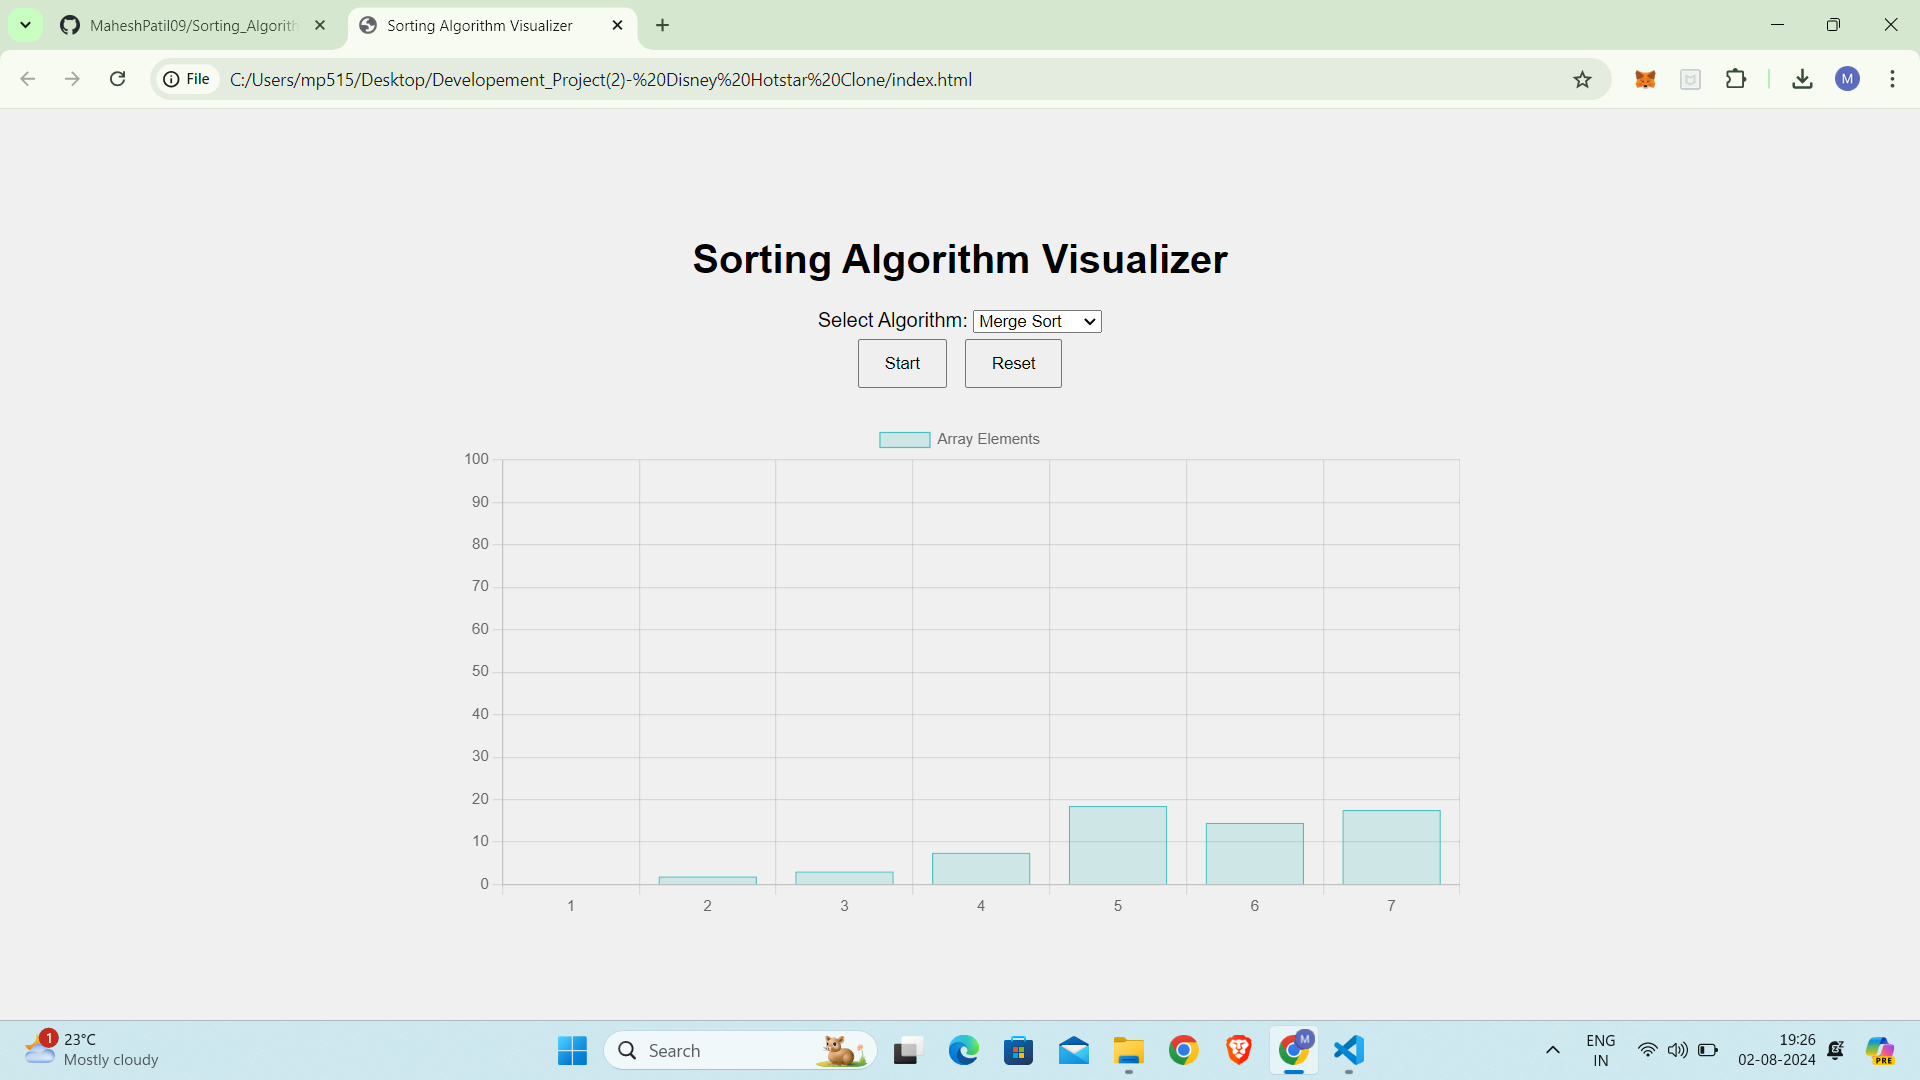 MaheshPatil09/Sorting_Algorith
Sorting Algorithm Visualizer
File
C:/Users/mp515/Desktop/Developement_Project(2)-%20Disney%20Hotstar%20Clone/index.html
M
Sorting Algorithm Visualizer
Select Algorithm: Merge Sort
Start
Reset
Array Elements
100
90
80
70
60
50
40
30
20
10
0
1 2 3 4 5 6 7
1
23°C
Mostly cloudy
Search
M
ENG
IN
19:26
02-08-2024
PRE